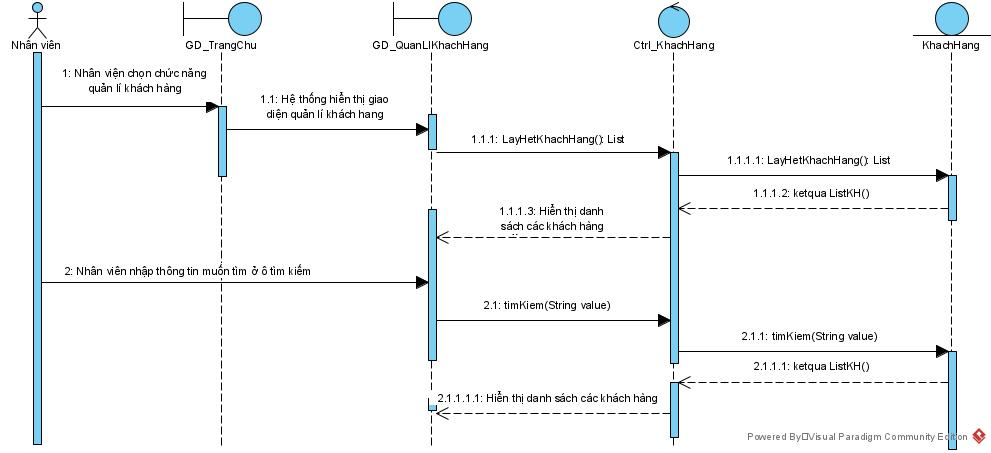 Nhân viên
GD_TrangChu
GD_QuanLIKhachHang
Ctrl_KhachHang
KhachHang
1: Nhân viện chọn chức năng
quản lí khách hàng
1.1: Hệ thống hiển thị giao
diện quản lí khách hang
1.1.1: LayHetKhachHang(): List
1.1.1.1: LayHetKhachHang(): List
1.1.1.2: ketqua ListKH()
1.1.1.3: Hiển thị danh
sách các khách hàng
2: Nhân viên nhập thông tin muốn tìm ở ô tìm kiếm
2.1: timKiem(String value)
2.1.1: timKiem(String value)
2.1.1.1: ketqua ListKH()
2.1.1.1.1: Hiển thị danh sách các khách hàng
Powered By Visual Paradigm Community Edition